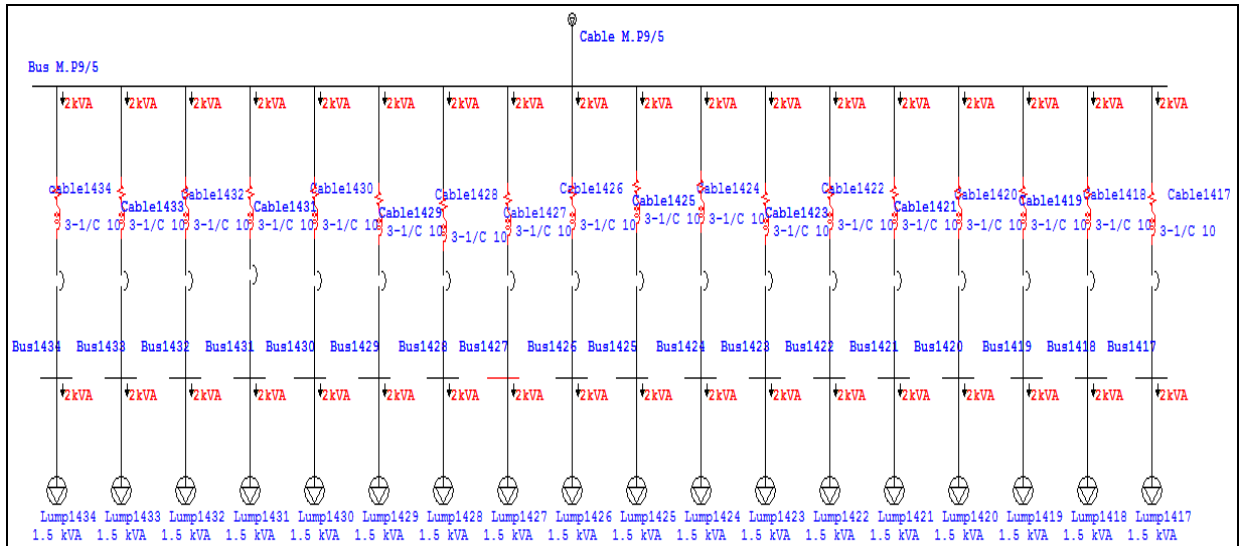 Cable M.P9/5
Bus M.P9/5
2kVA 2kVA 2kVA 2kVA 2kVA 2kVA 2kVA 2kVA 2kVA 2kVA 2kVA 2kVA 2kVA 2kVA 2kVA 2kVA 2kVA 2kVA
Cable1434 Cable1432 Cable1430 Cable1428 Cable1426 Cable1424 Cable1422 Cable1420 Cable1418 Cable1417
Cable1433 Cable1431 Cable1429 Cable1427 Cable1425 Cable1423 Cable1421 Cable1419
3-1/C 10 3-1/C 10 3-1/C 10 3-1/C 10 3-1/C 10 3-1/C 10 3-1/C 10 3-1/C 10 3-1/C 10 3-1/C 10 3-1/C 10 3-1/C 10 3-1/C 10 3-1/C 10 3-1/C 10 3-1/C 10 3-1/C 10 3-1/C 10
Bus1434 Bus1433 Bus1432 Bus1431 Bus1430 Bus1429 Bus1428 Bus1427 Bus1426 Bus1425 Bus1424 Bus1423 Bus1422 Bus1421 Bus1420 Bus1419 Bus1418 Bus1417
2kVA 2kVA 2kVA 2kVA 2kVA 2kVA 2kVA 2kVA 2kVA 2kVA 2kVA 2kVA 2kVA 2kVA 2kVA 2kVA 2kVA 2kVA
Lump1434 Lump1433 Lump1432 Lump1431 Lump1430 Lump1429 Lump1428 Lump1427 Lump1426 Lump1425 Lump1424 Lump1423 Lump1422 Lump1421 Lump1420 Lump1419 Lump1418 Lump1417
1.5 kVA 1.5 kVA 1.5 kVA 1.5 kVA 1.5 kVA 1.5 kVA 1.5 kVA 1.5 kVA 1.5 kVA 1.5 kVA 1.5 kVA 1.5 kVA 1.5 kVA 1.5 kVA 1.5 kVA 1.5 kVA 1.5 kVA 1.5 kVA